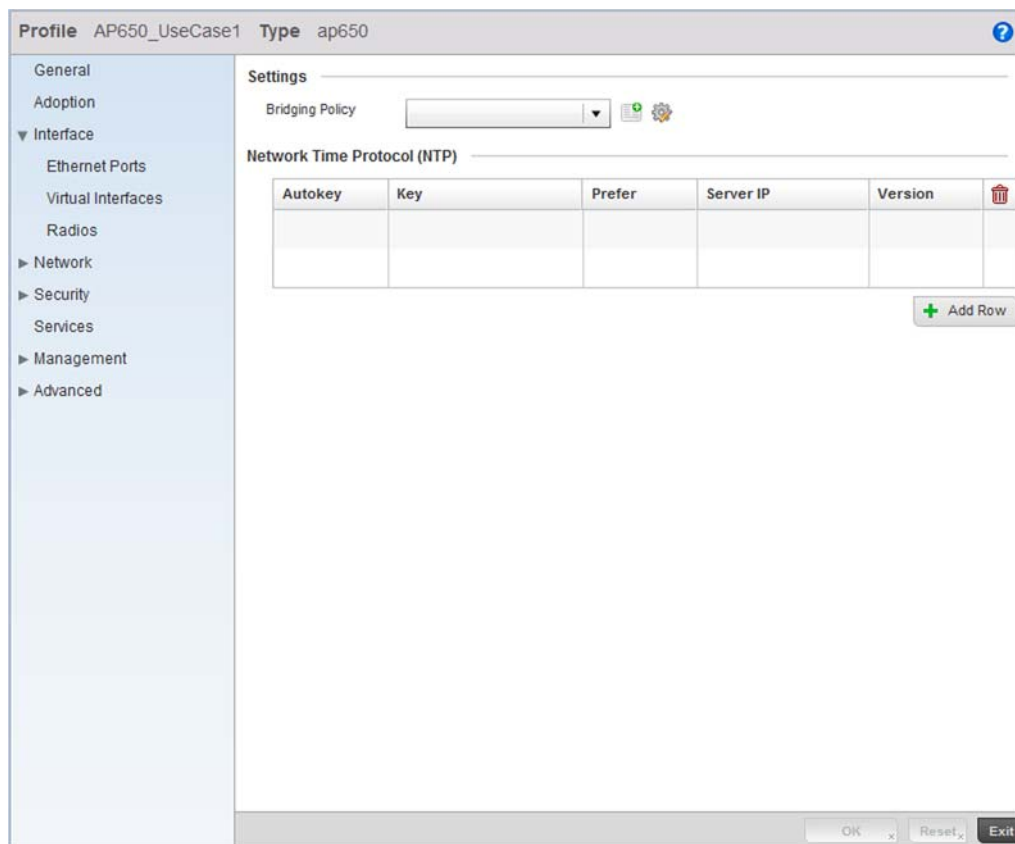 Profile AP650_UseCase1 Type ap650
General
Adoption
Interface
Ethernet Ports
Virtual Interfaces
Radios
Network
Security
Services
Management
Advanced
Settings
Bridging Policy
Network Time Protocol (NTP)
Autokey Key Prefer Server IP Version
Add Row
OK Reset Exit